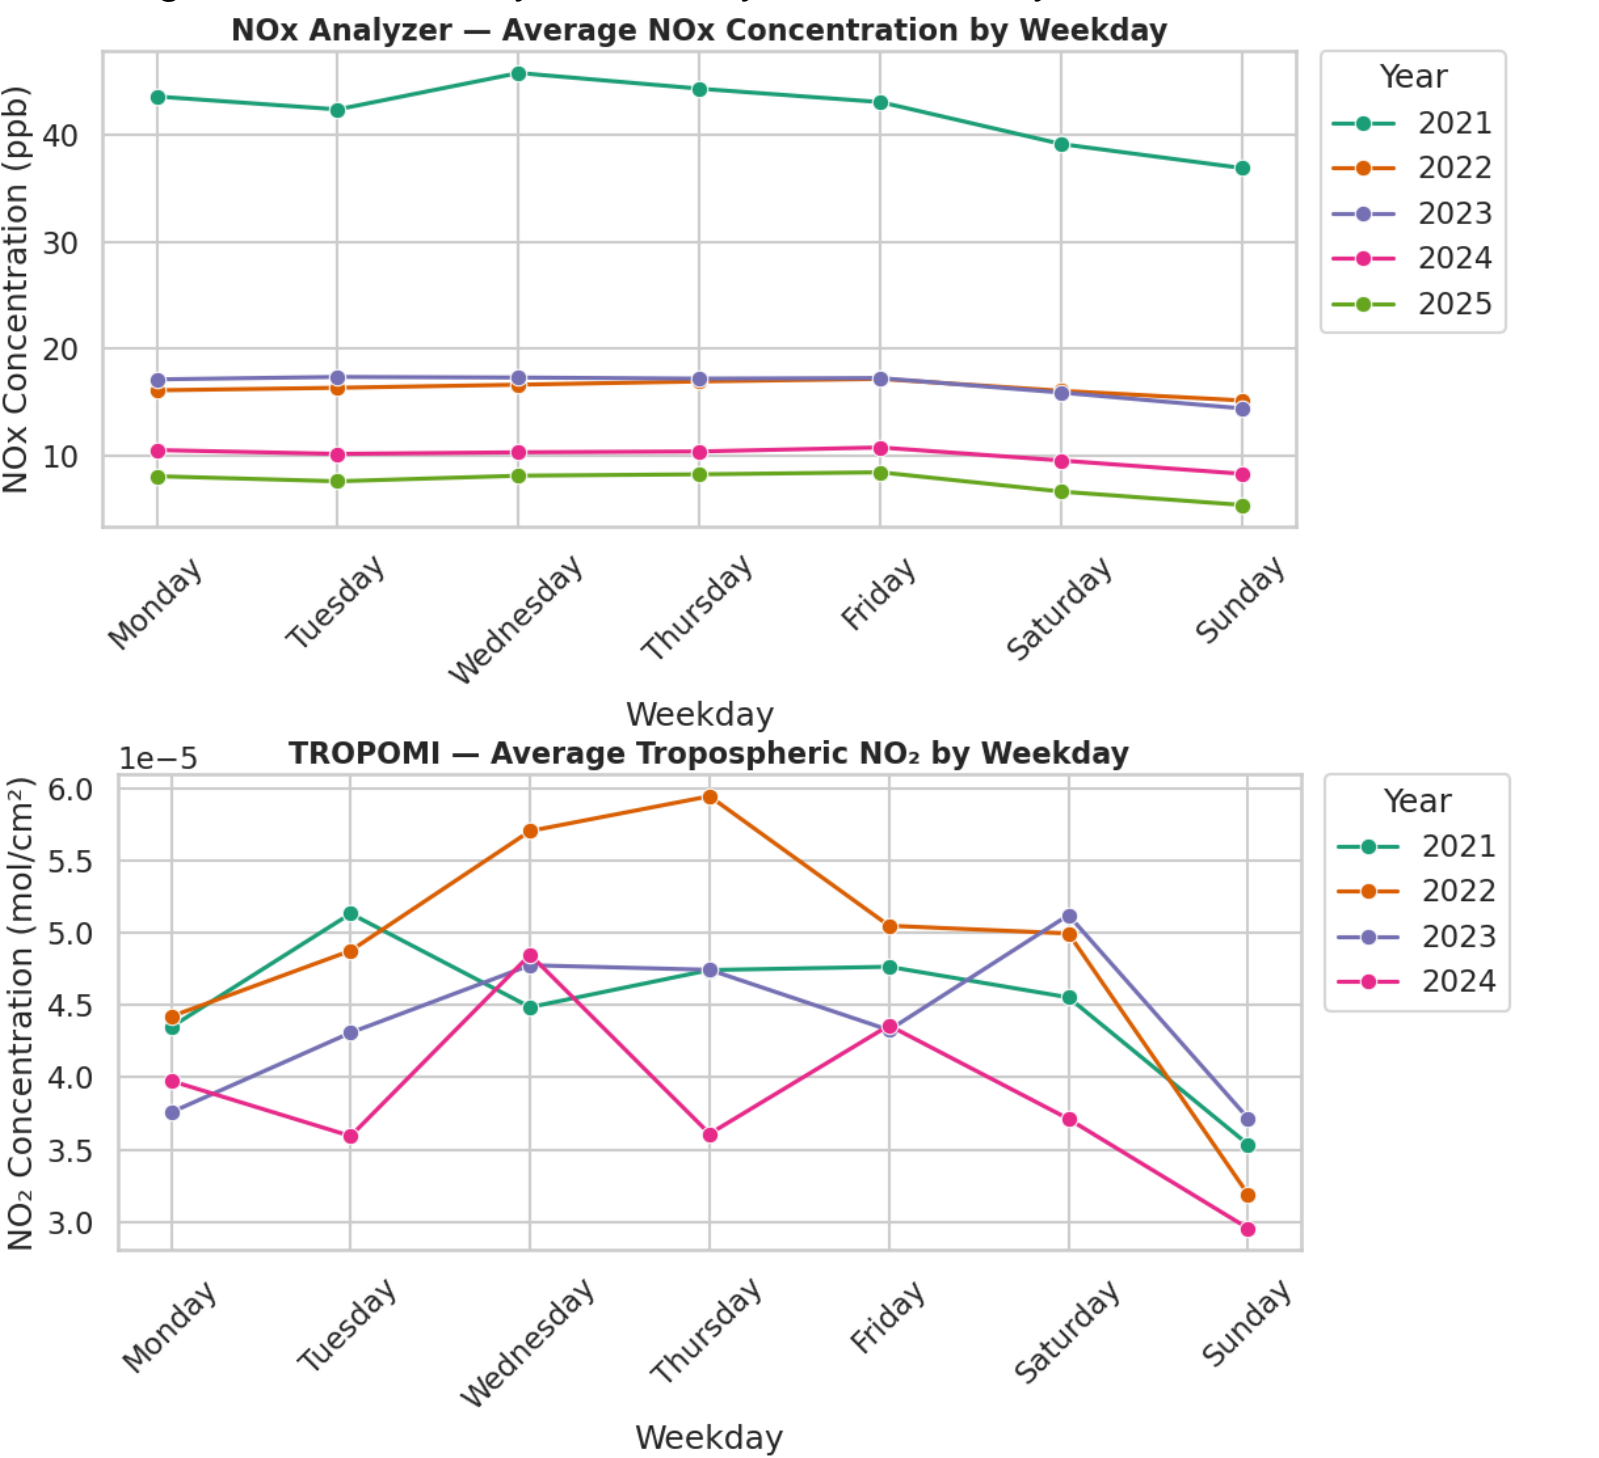 NOx Analyzer — Average NOx Concentration by Weekday
NOx Concentration (ppb)
40
30
20
10
Monday
Tuesday
Wednesday
Thursday
Friday
Saturday
Sunday
Weekday
Year
2021
2022
2023
2024
2025
1e−5
TROPOMI — Average Tropospheric NO₂ by Weekday
NO₂ Concentration (mol/cm²)
6.0
5.5
5.0
4.5
4.0
3.5
3.0
Monday
Tuesday
Wednesday
Thursday
Friday
Saturday
Sunday
Weekday
Year
2021
2022
2023
2024